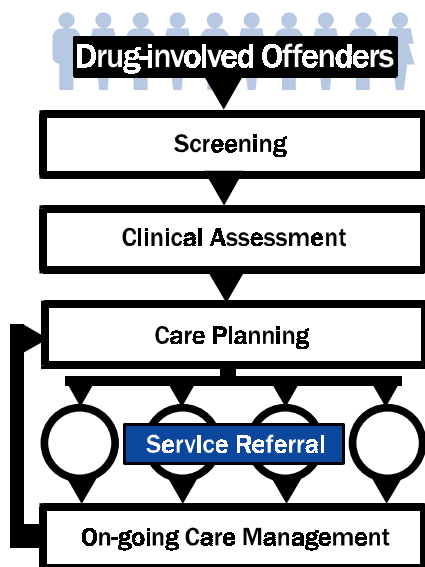 Drug-involved Offenders
Screening
Clinical Assessment
Care Planning
Service Referral
On-going Care Management